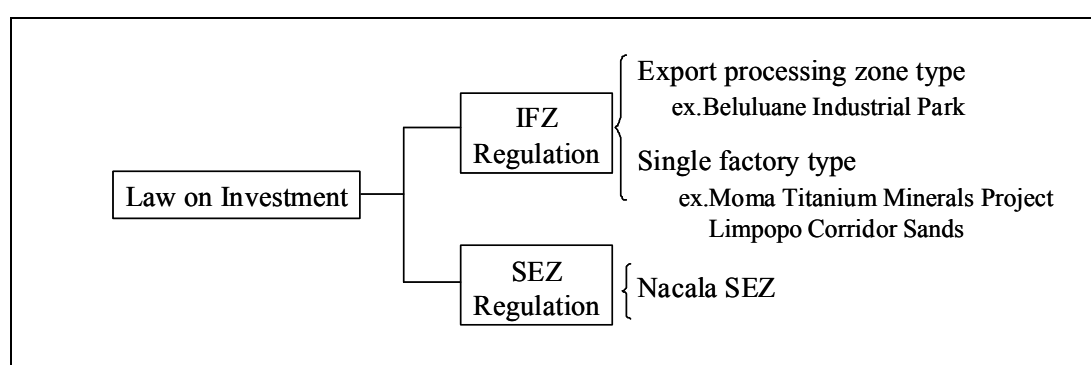 Law on Investment
IFZ
Regulation
Export processing zone type
ex.Beluluane Industrial Park
Single factory type
ex.Moma Titanium Minerals Project
Limpopo Corridor Sands
SEZ
Regulation
Nacala SEZ